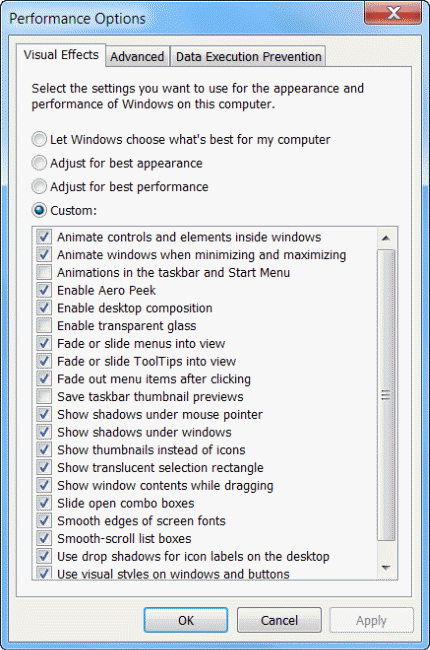 Performance Options
Visual Effects Advanced Data Execution Prevention
Select the settings you want to use for the appearance and
performance of Windows on this computer.
Let Windows choose what's best for my computer
Adjust for best appearance
Adjust for best performance
Custom:
Animate controls and elements inside windows
Animate windows when minimizing and maximizing
Animations in the taskbar and Start Menu
Enable Aero Peek
Enable desktop composition
Enable transparent glass
Fade or slide menus into view
Fade or slide ToolTips into view
Fade out menu items after clicking
Save taskbar thumbnail previews
Show shadows under mouse pointer
Show shadows under windows
Show thumbnails instead of icons
Show translucent selection rectangle
Show window contents while dragging
Slide open combo boxes
Smooth edges of screen fonts
Smooth-scroll list boxes
Use drop shadows for icon labels on the desktop
Use visual styles on windows and buttons
OK Cancel Apply